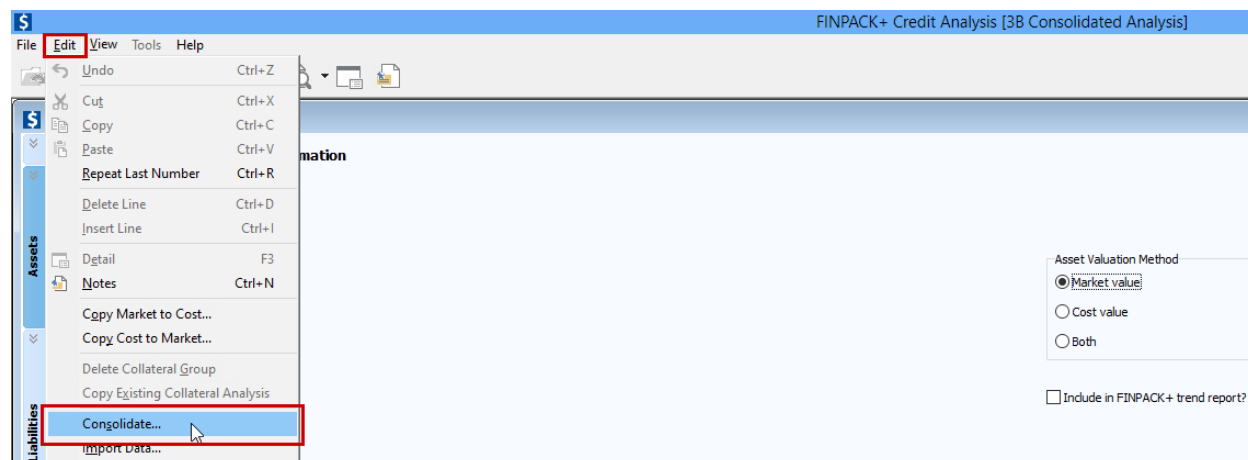 FINPACK+ Credit Analysis [3B Consolidated Analysis]
File Edit View Tools Help
Undo Ctrl+Z
Cut Ctrl+X
Copy Ctrl+C
Paste Ctrl+V
mation
Repeat Last Number Ctrl+R
Delete Line Ctrl+D
Insert Line Ctrl+I
Assets
Detail F3
Asset Valuation Method
Notes Ctrl+N
Market value
Copy Market to Cost...
Cost value
Copy Cost to Market...
Both
Delete Collateral Group
Copy Existing Collateral Analysis
Include in FINPACK+ trend report?
Liabilities
Consolidate...
Import Data...